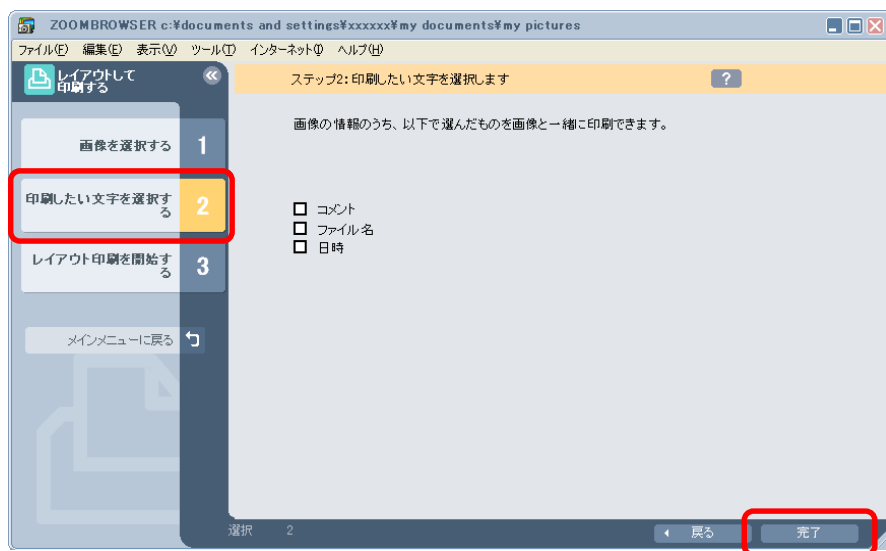 ZOOMBROWSER c:¥documents and settings¥xxxxxx¥my documents¥my pictures
ファイル(F) 編集(E) 表示(V) ツール(T) インターネット(I) ヘルプ(H)
レイアウトして
印刷する
ステップ2:印刷したい文字を選択します
?
画像の情報のうち、以下で選んだものを画像と一緒に印刷できます。
画像を選択する 1
印刷したい文字を選択す
る
2
コメント
ファイル名
日時
レイアウト印刷を開始す
る
3
メインメニューに戻る
選択 2
戻る
完了